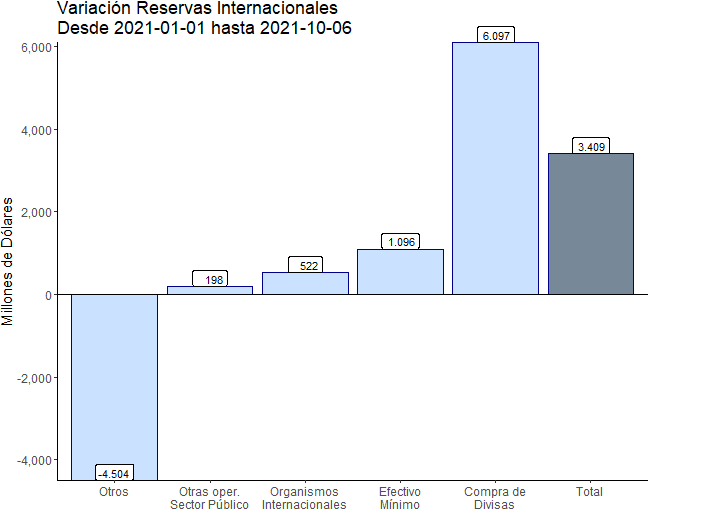 Variación Reservas Internacionales
Desde 2021-01-01 hasta 2021-10-06
Millones de Dólares
6,000
4,000
2,000
0
-2,000
-4,000
-4.504
198
522
1.096
6.097
3.409
Otros
Otras oper.
Sector Público
Organismos
Internacionales
Efectivo
Mínimo
Compra de
Divisas
Total